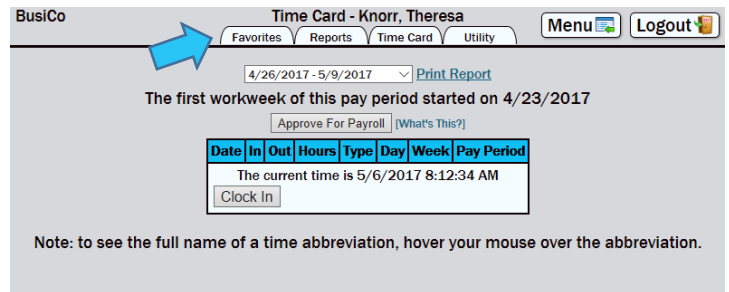 BusiCo
Time Card - Knorr, Theresa
Favorites Reports Time Card Utility
Menu Logout
4/26/2017 - 5/9/2017 Print Report
The first workweek of this pay period started on 4/23/2017
Approve For Payroll [What's This?]
Date In Out Hours Type Day Week Pay Period
The current time is 5/6/2017 8:12:34 AM
Clock In
Note: to see the full name of a time abbreviation, hover your mouse over the abbreviation.